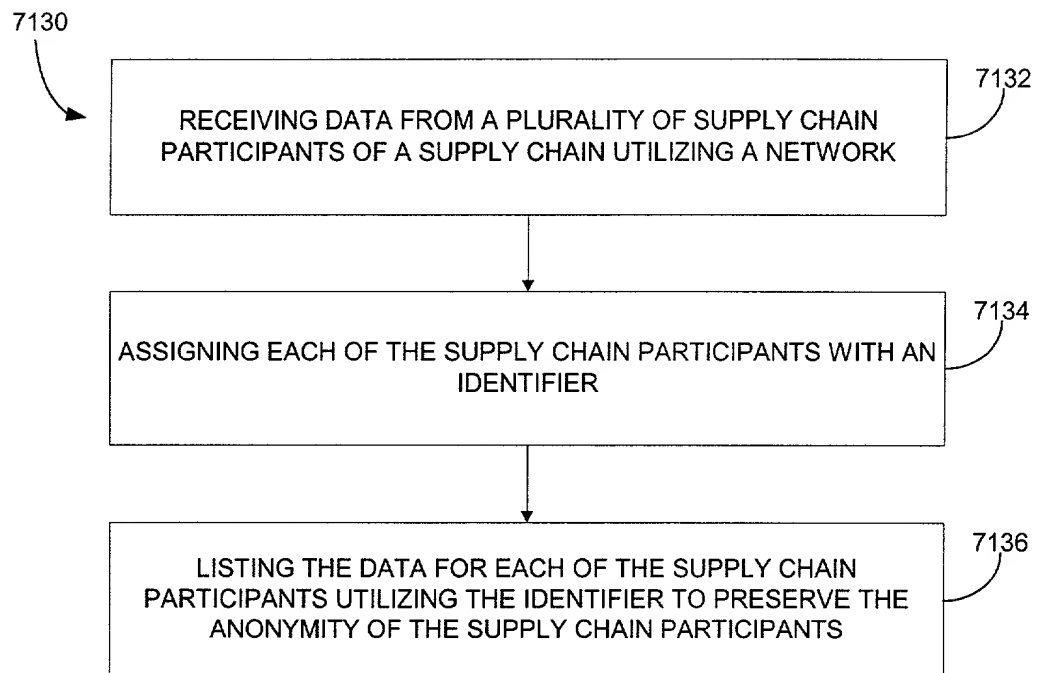 7130
7132
RECEIVING DATA FROM A PLURALITY OF SUPPLY CHAIN
PARTICIPANTS OF A SUPPLY CHAIN UTILIZING A NETWORK
7134
ASSIGNING EACH OF THE SUPPLY CHAIN PARTICIPANTS WITH AN
IDENTIFIER
7136
LISTING THE DATA FOR EACH OF THE SUPPLY CHAIN
PARTICIPANTS UTILIZING THE IDENTIFIER TO PRESERVE THE
ANONYMITY OF THE SUPPLY CHAIN PARTICIPANTS